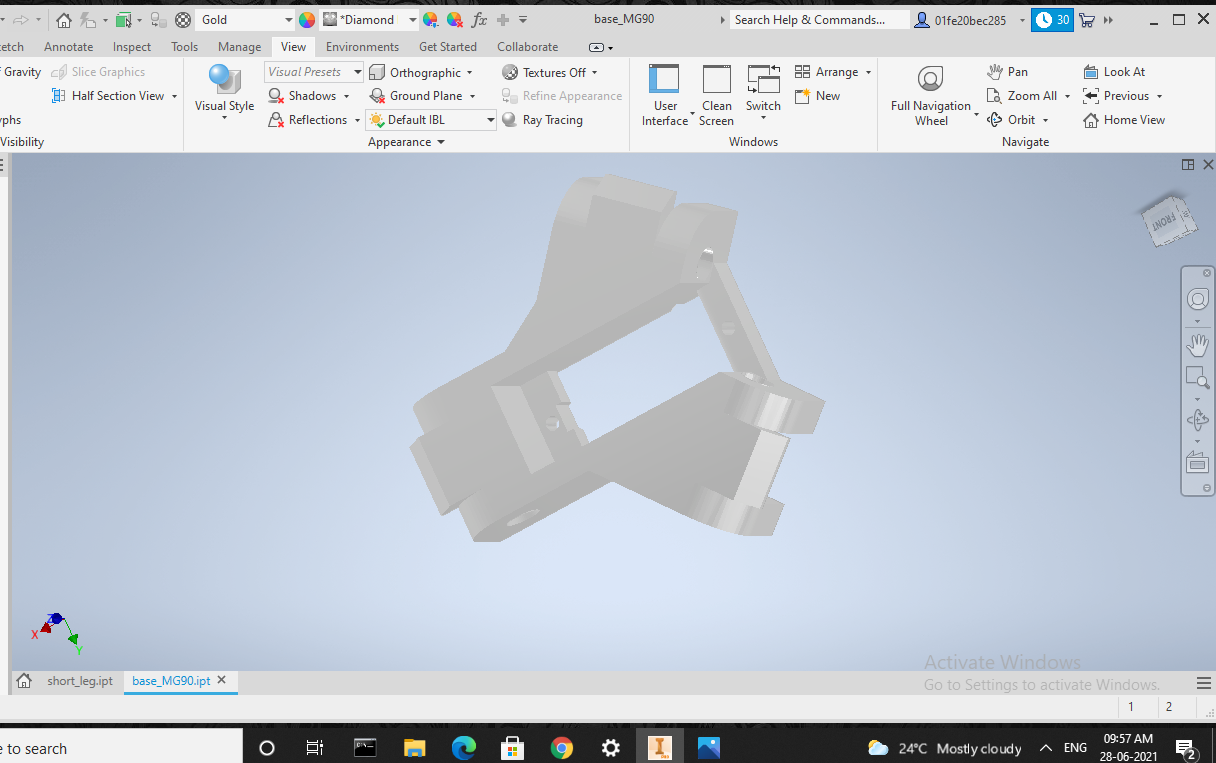 Gold
*Diamond
fx
base_MG90
Search Help & Commands...
01fe20bec285
30
etch Annotate Inspect Tools Manage View Environments Get Started Collaborate
Gravity
Slice Graphics
Half Section View
Visibility
Visual Style
Visual Presets
Shadows
Reflections
Orthographic
Ground Plane
Default IBL
Textures Off
Refine Appearance
Ray Tracing
Appearance
User
Interface
Clean
Screen
Switch
Arrange
New
Windows
Full Navigation
Wheel
Pan
Zoom All
Orbit
Look At
Previous
Home View
Navigate
FRONT
X
Z
Y
Activate Windows
Go to Settings to activate Windows.
short_leg.ipt
base_MG90.ipt
1 2
e to search
24°C Mostly cloudy
ENG
09:57 AM
28-06-2021
2